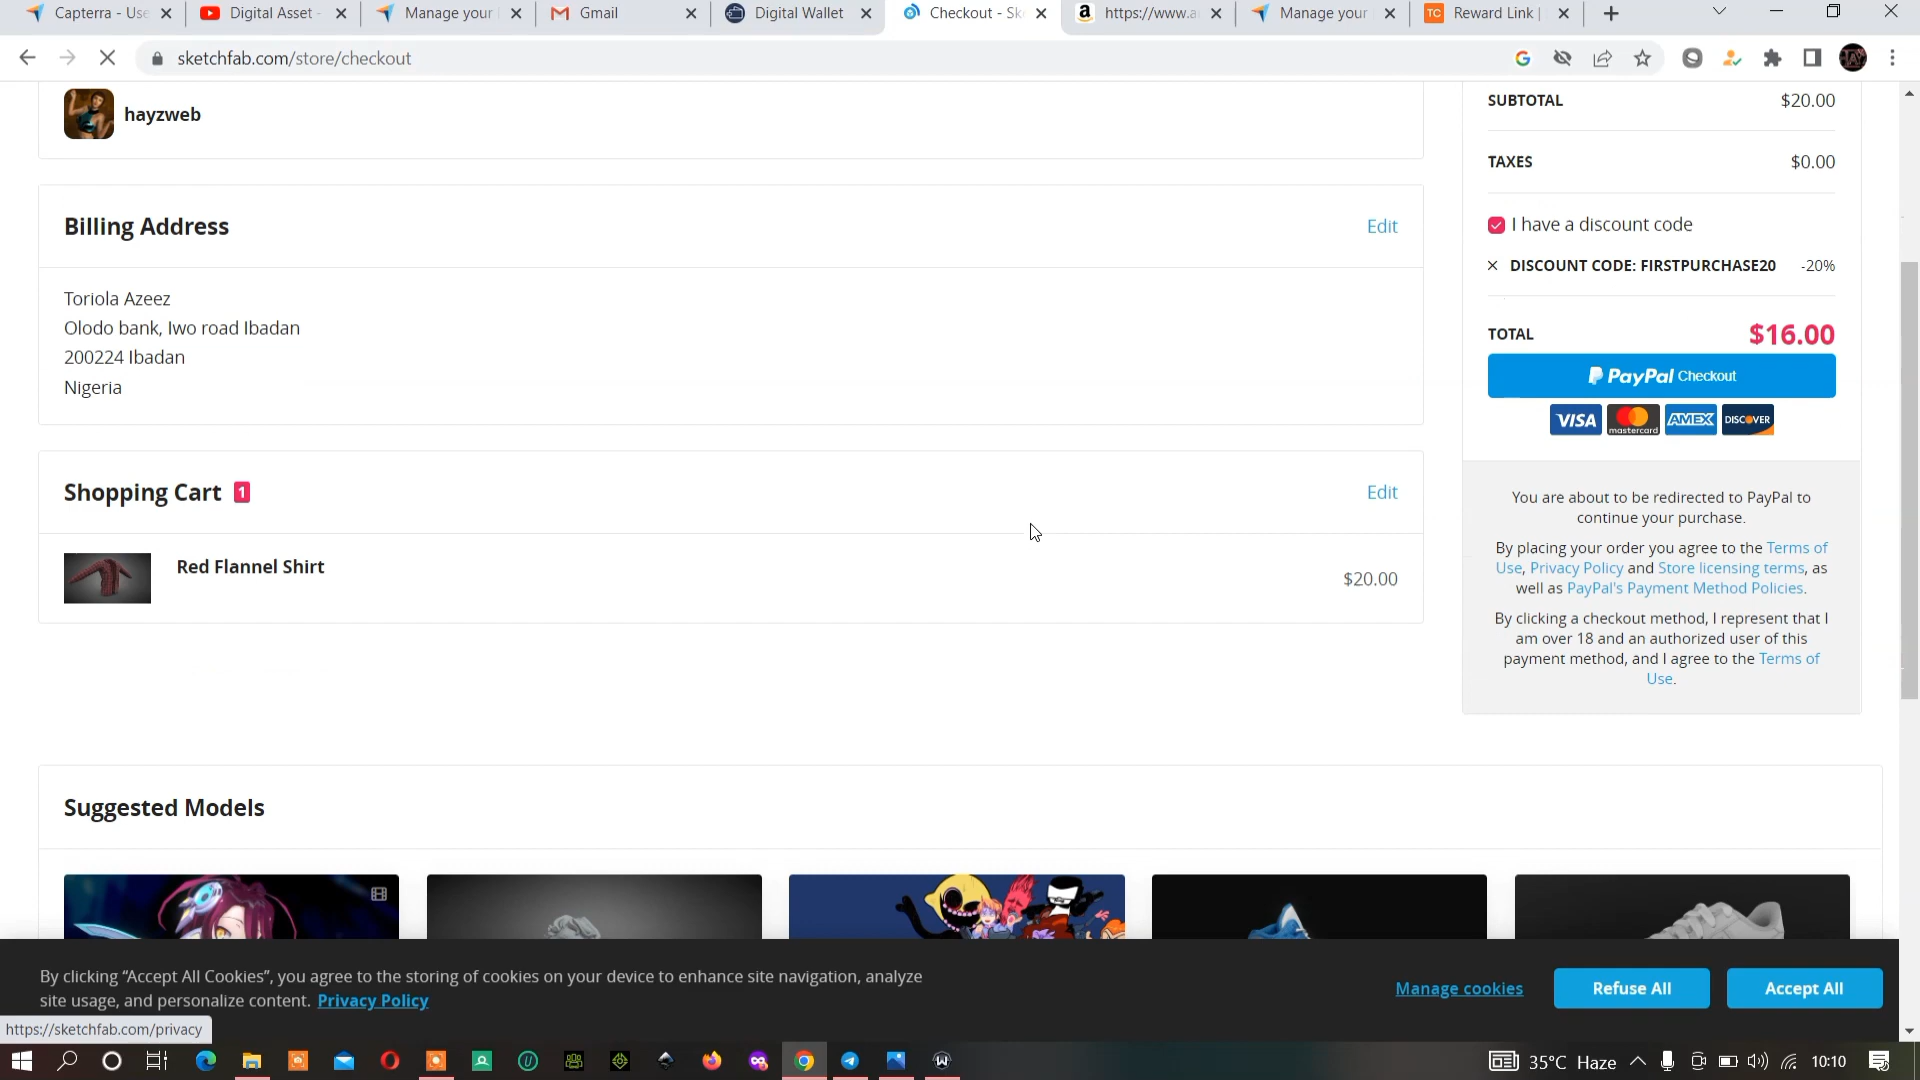 Capterra - Use
Digital Asset -
Manage your
Gmail
Digital Wallet
Checkout - Sk
https://www.a
Manage your
Reward Link |
sketchfab.com/store/checkout
hayzweb
SUBTOTAL $20.00
TAXES $0.00
I have a discount code
DISCOUNT CODE: FIRSTPURCHASE20 -20%
TOTAL $16.00
PayPal Checkout
VISA mastercard AMEX DISCOVER
You are about to be redirected to PayPal to
continue your purchase.
By placing your order you agree to the Terms of
Use, Privacy Policy and Store licensing terms, as
well as PayPal's Payment Method Policies.
By clicking a checkout method, I represent that I
am over 18 and an authorized user of this
payment method, and I agree to the Terms of
Use.
Billing Address Edit
Toriola Azeez
Olodo bank, Iwo road Ibadan
200224 Ibadan
Nigeria
Shopping Cart 1 Edit
Red Flannel Shirt
$20.00
Suggested Models
By clicking “Accept All Cookies”, you agree to the storing of cookies on your device to enhance site navigation, analyze
site usage, and personalize content. Privacy Policy
Manage cookies
Refuse All
Accept All
https://sketchfab.com/privacy
35°C Haze
10:10